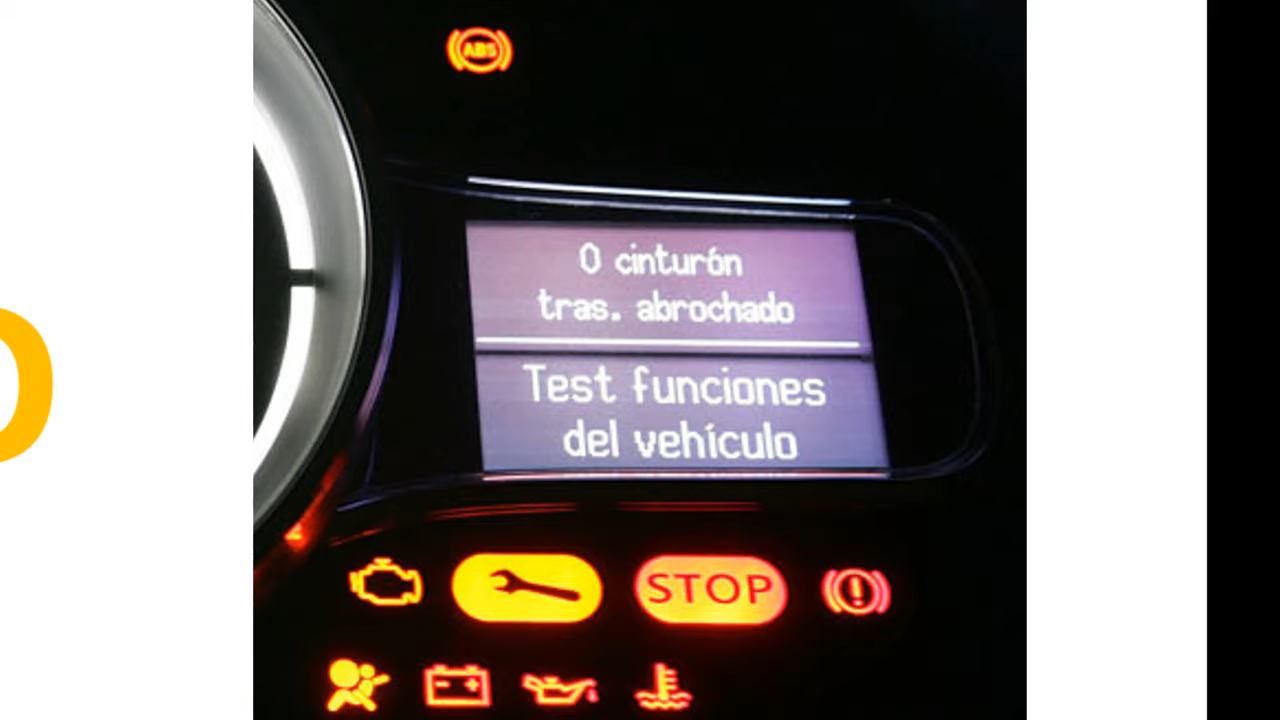 ABS
0 cinturón
tras. abrochado
Test funciones
del vehículo
STOP